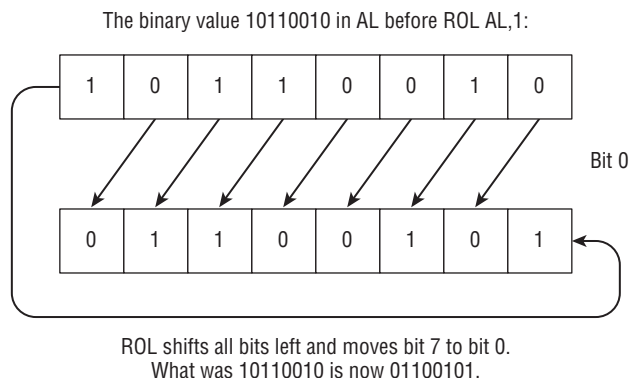 The binary value 10110010 in AL before ROL AL,1:
1 0 1 1 0 0 1 0
Bit 0
0 1 1 0 0 1 0 1
ROL shifts all bits left and moves bit 7 to bit 0.
What was 10110010 is now 01100101.